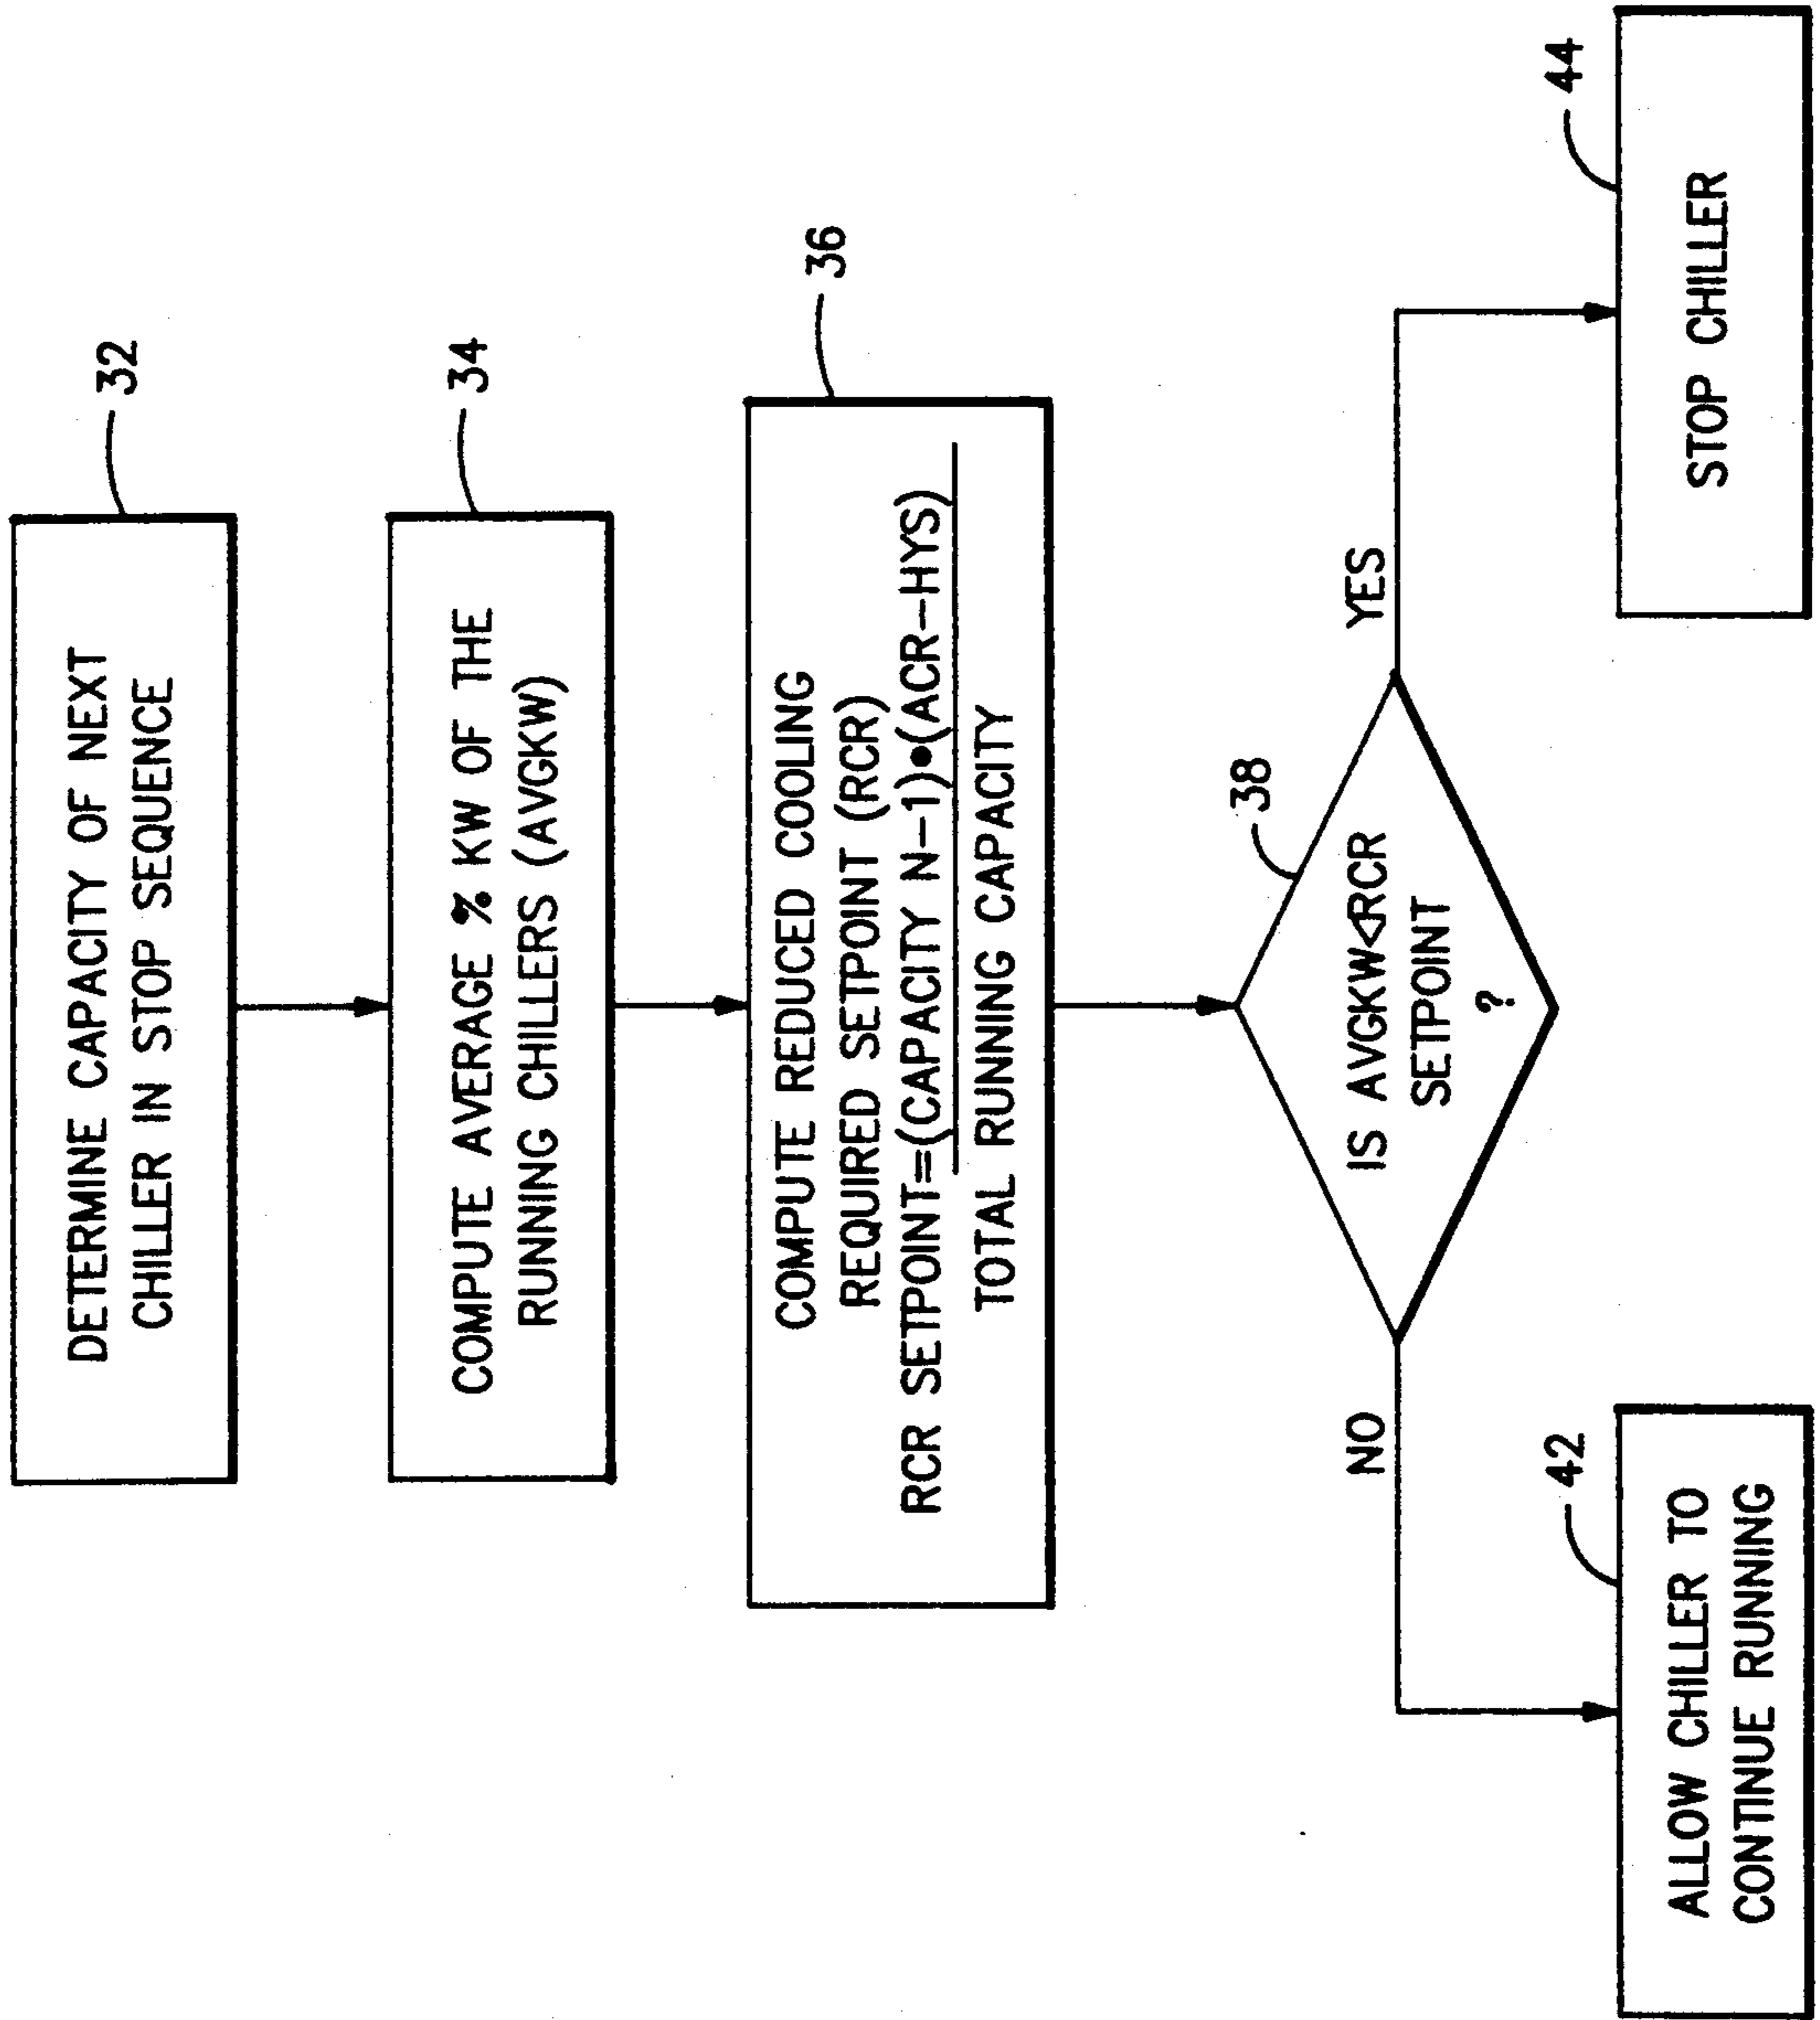 DETERMINE CAPACITY OF NEXT
CHILLER IN STOP SEQUENCE
32
COMPUTE AVERAGE % KW OF THE
RUNNING CHILLERS (AVGKW)
34
COMPUTE REDUCED COOLING
REQUIRED SETPOINT (RCR)
RCR SETPOINT=(CAPACITY N-1)•(ACR-HYS)
TOTAL RUNNING CAPACITY
36
38
IS AVGKW<RCR
SETPOINT
?
NO
YES
ALLOW CHILLER TO
CONTINUE RUNNING
42
STOP CHILLER
44